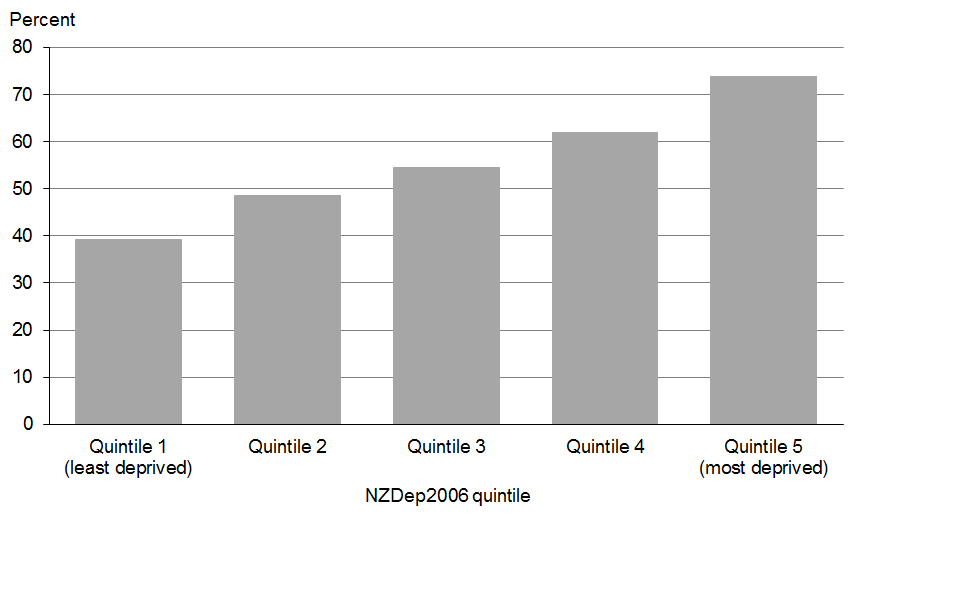 Percent
80
70
60
50
40
30
20
10
0
Quintile 1 Quintile 2 Quintile 3 Quintile 4 Quintile 5
(least deprived) (most deprived)
NZDep2006 quintile